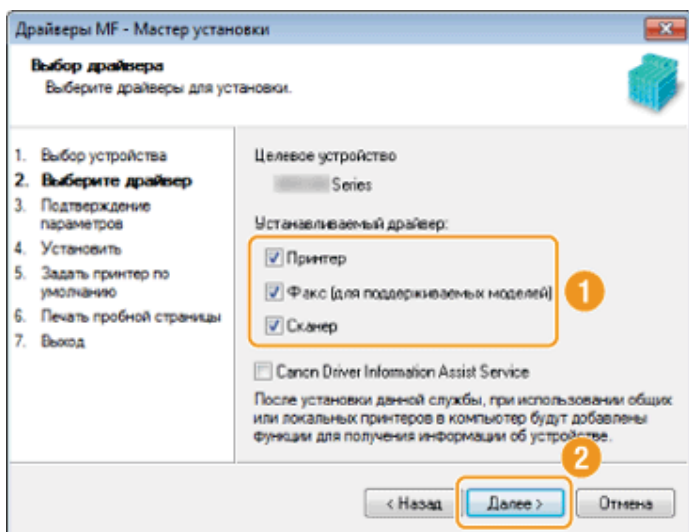 Драйверы MF - Мастер установки
Выбор драйвера
Выберите драйверы для установки.
1. Выбор устройства
2. Выберите драйвер
3. Подтверждение
параметров
4. Установить
5. Задать принтер по
умолчанию
6. Печать пробной страницы
7. Выход
Целевое устройство
Series
Устанавливаемый драйвер:
Принтер
Факс (для поддерживаемых моделей)
Сканер
1
Canon Driver Information Assist Service
После установки данной службы, при использовании общих
или локальных принтеров в компьютер будут добавлены
функции для получения информации об устройстве.
2
< Назад
Далее >
Отмена